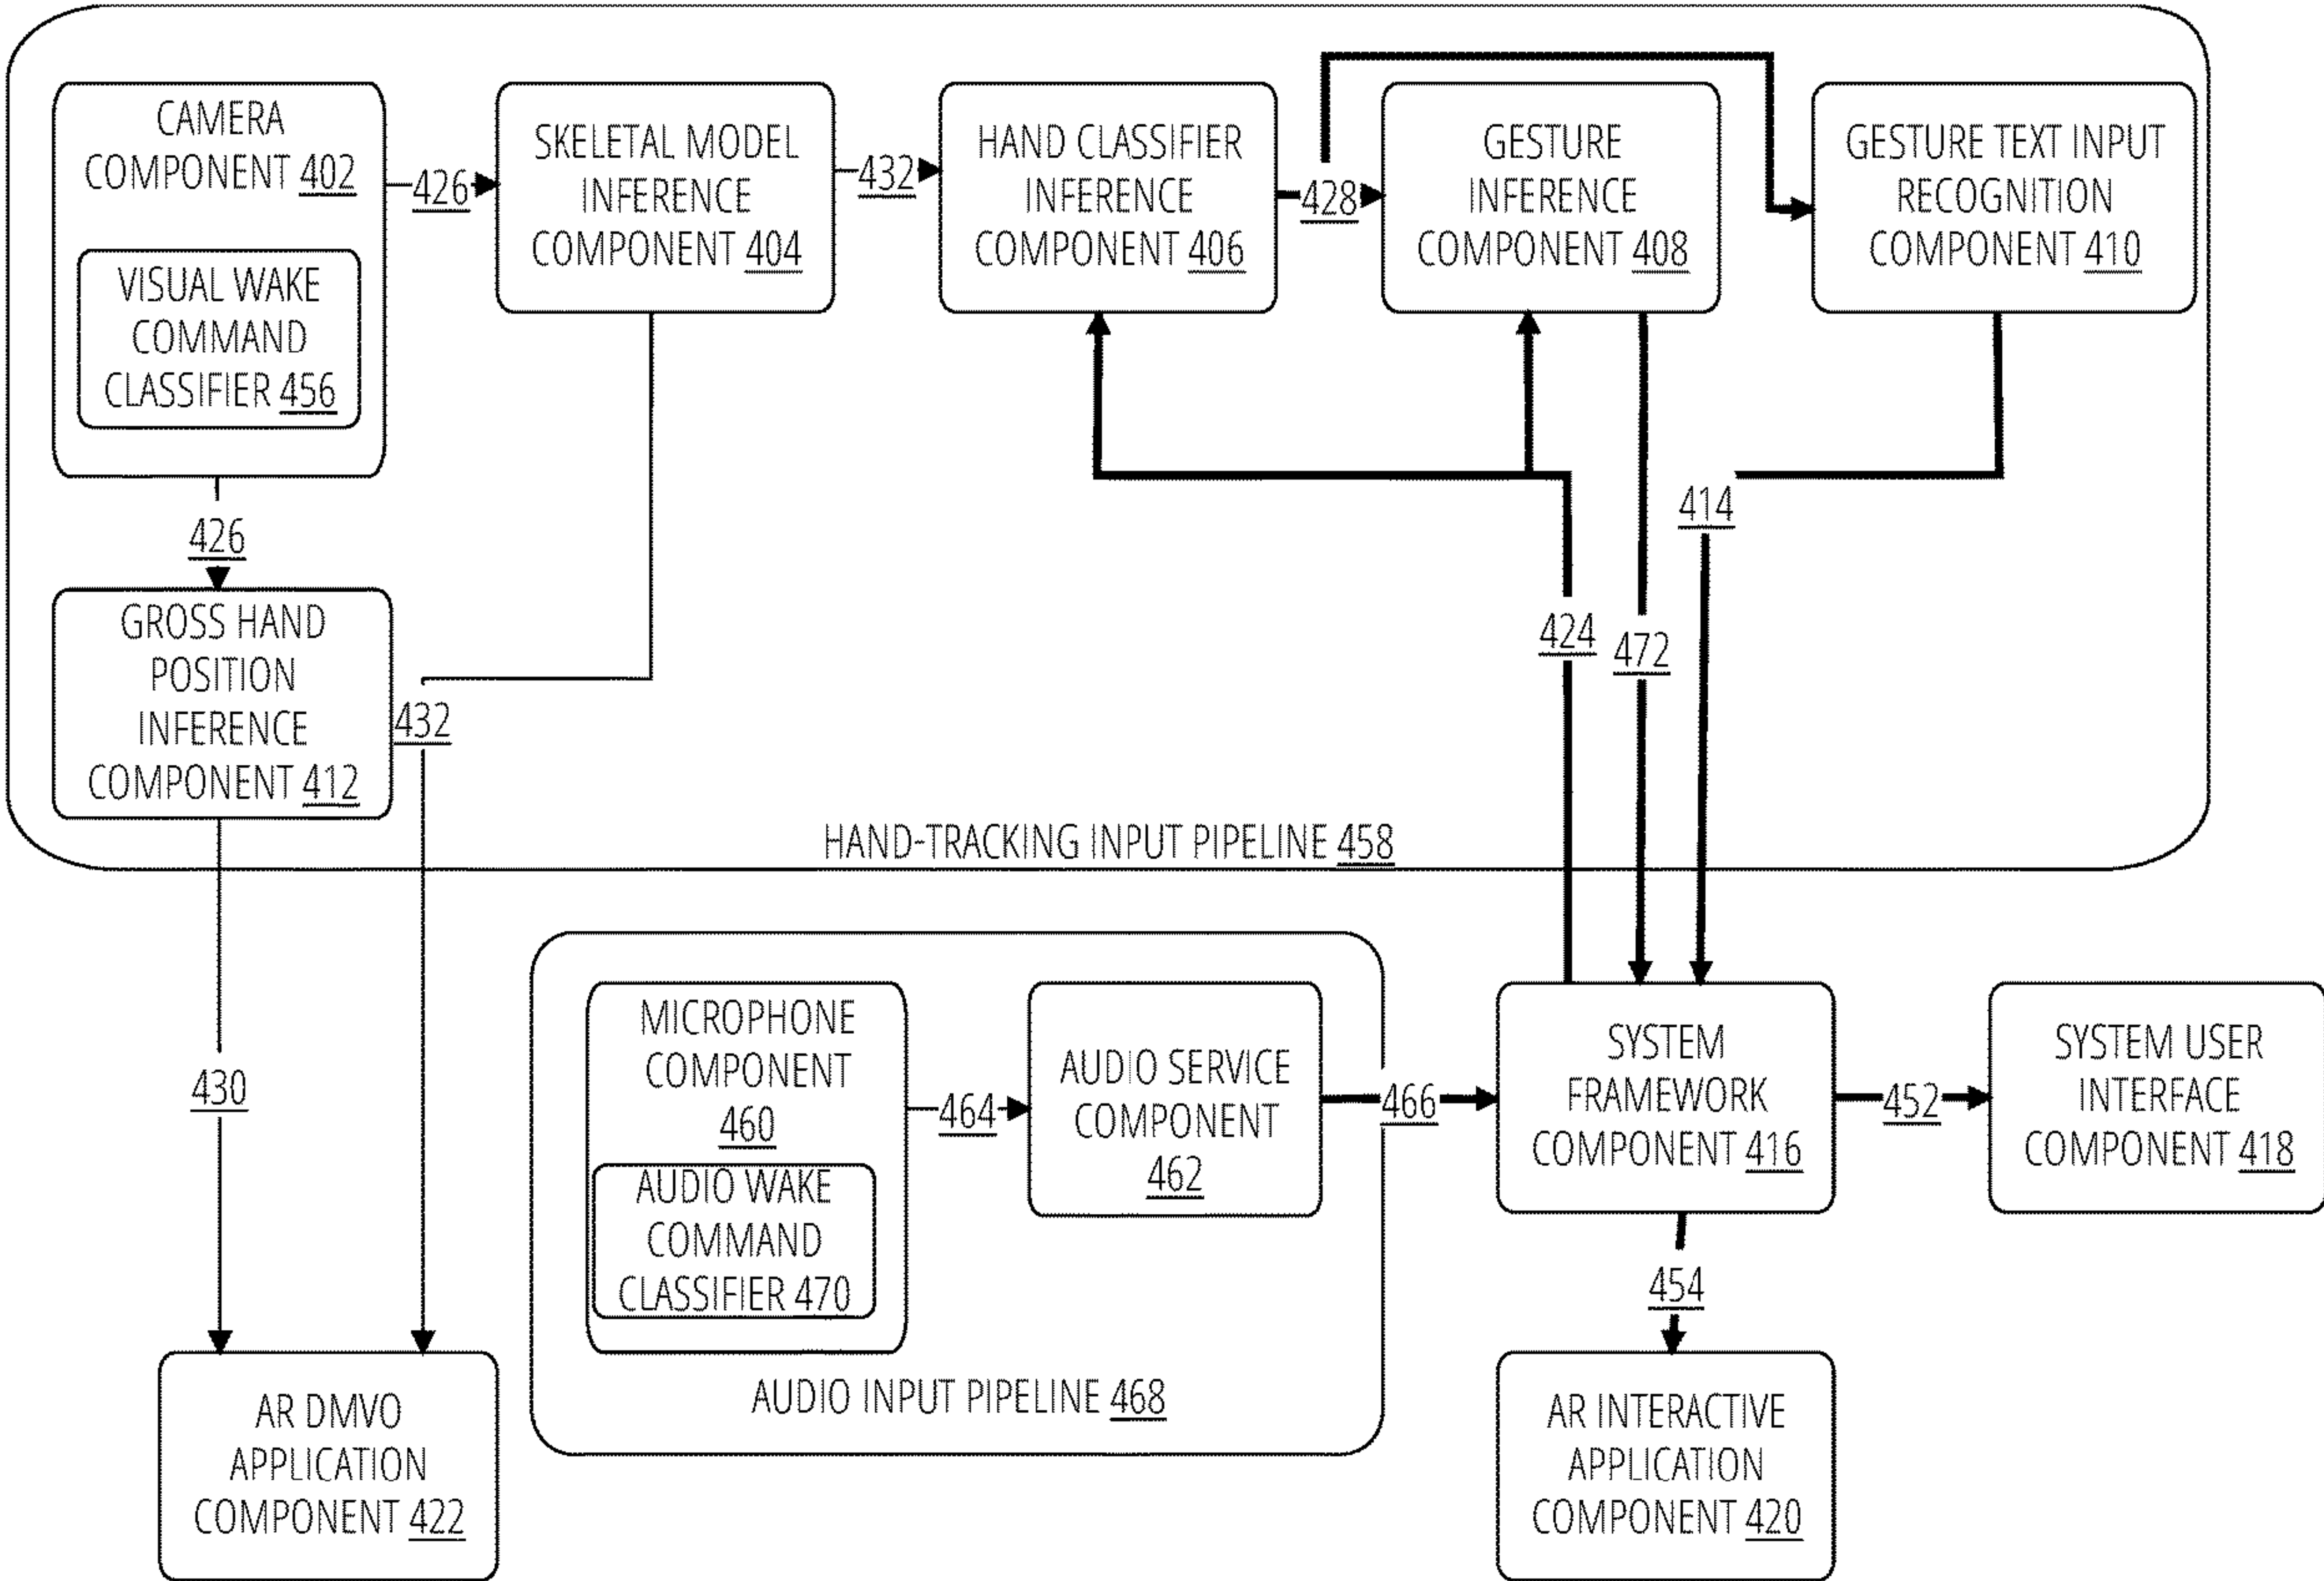 CAMERA
COMPONENT 402
VISUAL WAKE
COMMAND
CLASSIFIER 456
426
SKELETAL MODEL
INFERENCE
COMPONENT 404
432
HAND CLASSIFIER
INFERENCE
COMPONENT 406
428
GESTURE
INFERENCE
COMPONENT 408
GESTURE TEXT INPUT
RECOGNITION
COMPONENT 410
426
GROSS HAND
POSITION
INFERENCE
COMPONENT 412
432
424
472
414
HAND-TRACKING INPUT PIPELINE 458
430
MICROPHONE
COMPONENT
460
AUDIO WAKE
COMMAND
CLASSIFIER 470
464
AUDIO SERVICE
COMPONENT
462
466
AUDIO INPUT PIPELINE 468
SYSTEM
FRAMEWORK
COMPONENT 416
452
SYSTEM USER
INTERFACE
COMPONENT 418
454
AR DMVO
APPLICATION
COMPONENT 422
AR INTERACTIVE
APPLICATION
COMPONENT 420